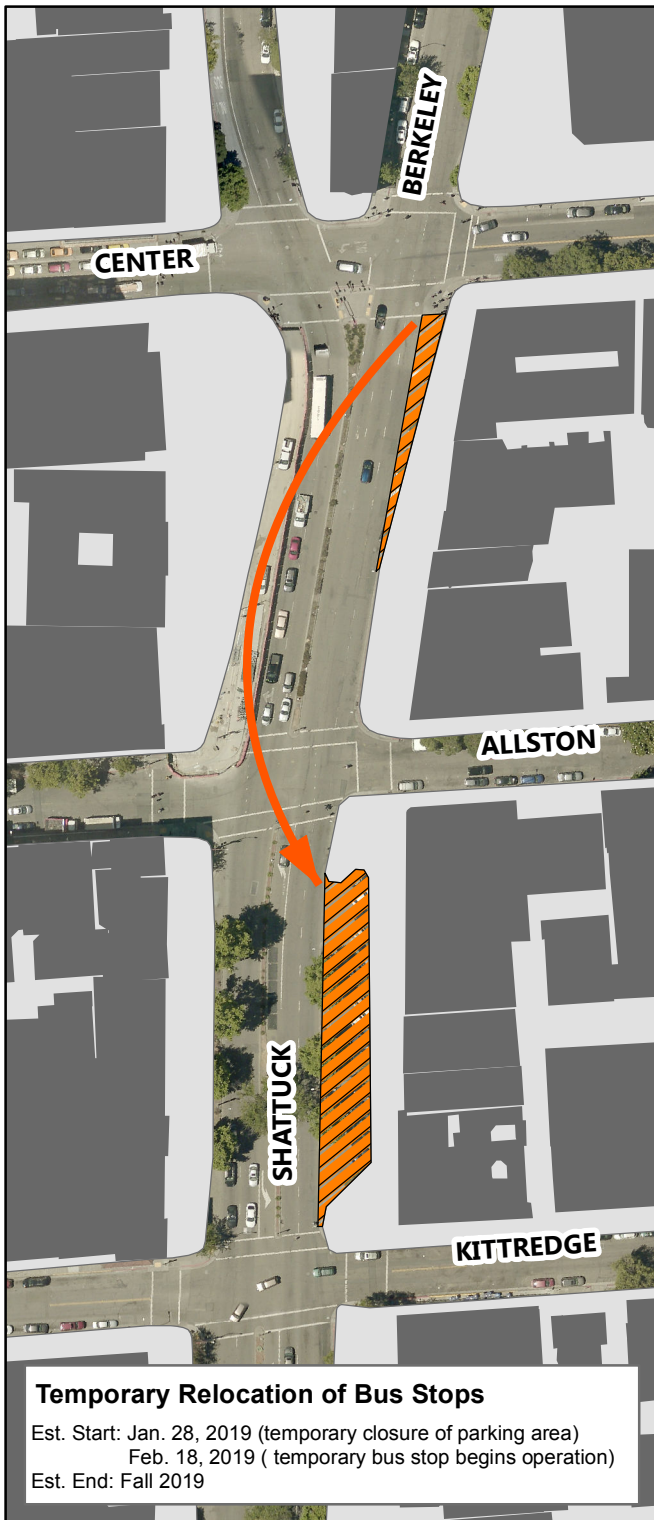 BERKELEY
CENTER
ALLSTON
SHATTUCK
KITTREDGE
Temporary Relocation of Bus Stops
Est. Start: Jan. 28, 2019 (temporary closure of parking area)
Feb. 18, 2019 ( temporary bus stop begins operation)
Est. End: Fall 2019